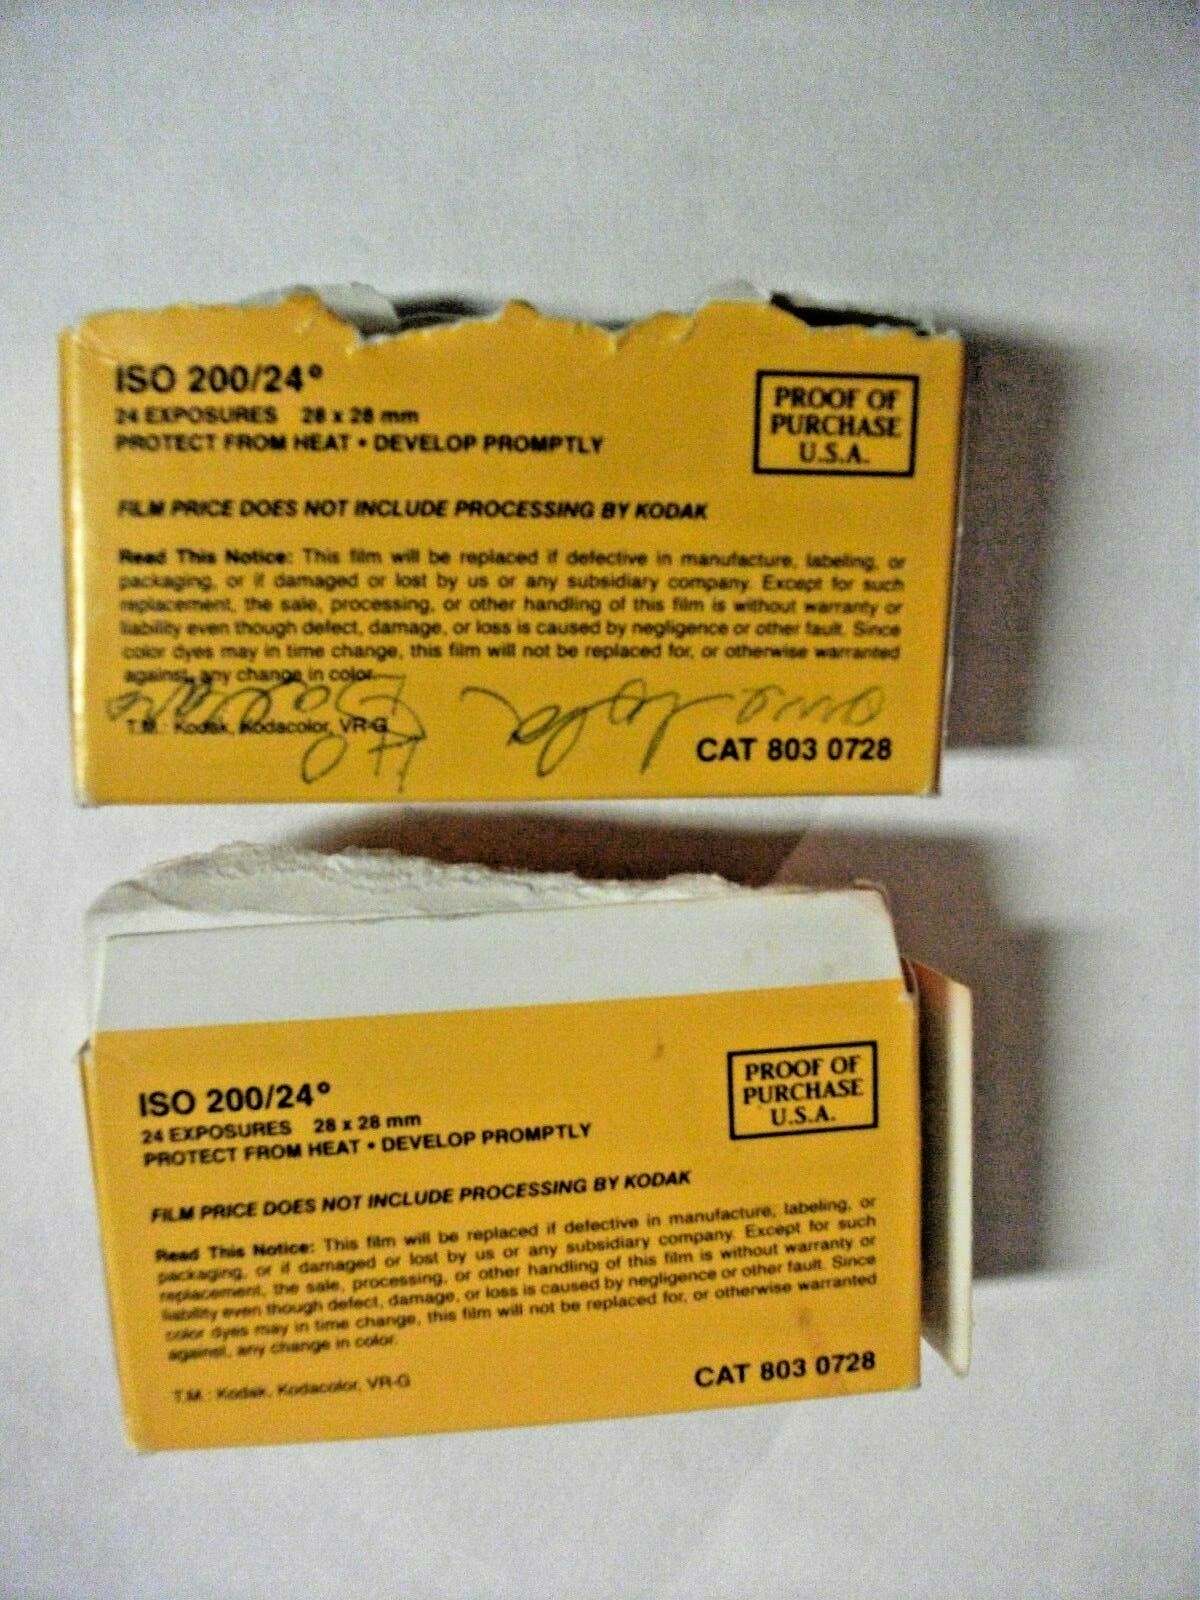 ISO 200/24°
24 EXPOSURES 28 x 28 mm
PROTECT FROM HEAT • DEVELOP PROMPTLY
PROOF OF
PURCHASE
U.S.A.
FILM PRICE DOES NOT INCLUDE PROCESSING BY KODAK
Read This Notice: This film will be replaced if defective in manufacture, labeling, or
packaging, or if damaged or lost by us or any subsidiary company. Except for such
replacement, the sale, processing, or other handling of this film is without warranty or
liability even though defect, damage, or loss is caused by negligence or other fault. Since
color dyes may in time change, this film will not be replaced for, or otherwise warranted
against, any change in color.
T.M.: Kodak, Kodacolor, VR-G
CAT 803 0728
ISO 200/24°
24 EXPOSURES 28 x 28 mm
PROTECT FROM HEAT • DEVELOP PROMPTLY
PROOF OF
PURCHASE
U.S.A.
FILM PRICE DOES NOT INCLUDE PROCESSING BY KODAK
Read This Notice: This film will be replaced if defective in manufacture, labeling, or
packaging, or if damaged or lost by us or any subsidiary company. Except for such
replacement, the sale, processing, or other handling of this film is without warranty or
liability even though defect, damage, or loss is caused by negligence or other fault. Since
color dyes may in time change, this film will not be replaced for, or otherwise warranted
against, any change in color.
T.M.: Kodak, Kodacolor, VR-G
CAT 803 0728